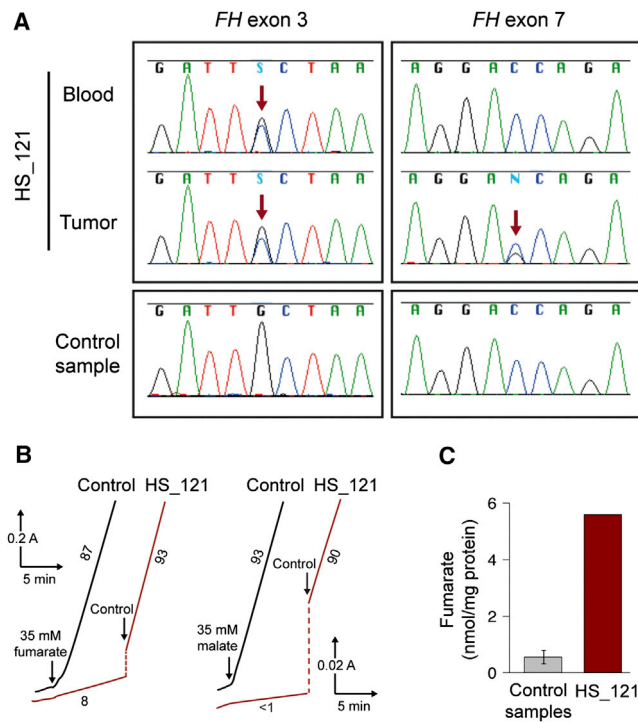 A
FH exon 3
FH exon 7
HS_121
Blood
G A T T S C T A A
A G G A C C A G A
Tumor
G A T T S C T A A
A G G A N C A G A
Control
sample
G A T T G C T A A
A G G A C C A G A
B
Control HS_121
Control HS_121
0.2 A
5 min
87
93
Control
35 mM
fumarate
8
93
90
Control
35 mM
malate
<1
0.02 A
5 min
C
Fumarate
(nmol/mg protein)
6
4
2
0
Control
samples
HS_121